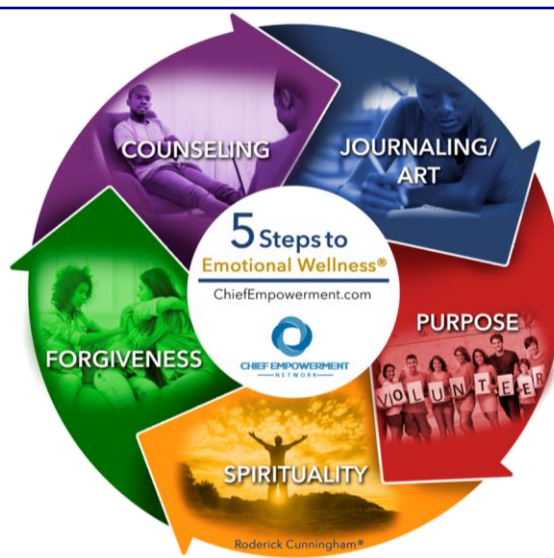 COUNSELING
JOURNALING/
ART
5 Steps to
Emotional Wellness®
ChiefEmpowerment.com
CHIEF EMPOWERMENT
NETWORK
PURPOSE
VOLUNTEER
FORGIVENESS
SPIRITUALITY
Roderick Cunningham®